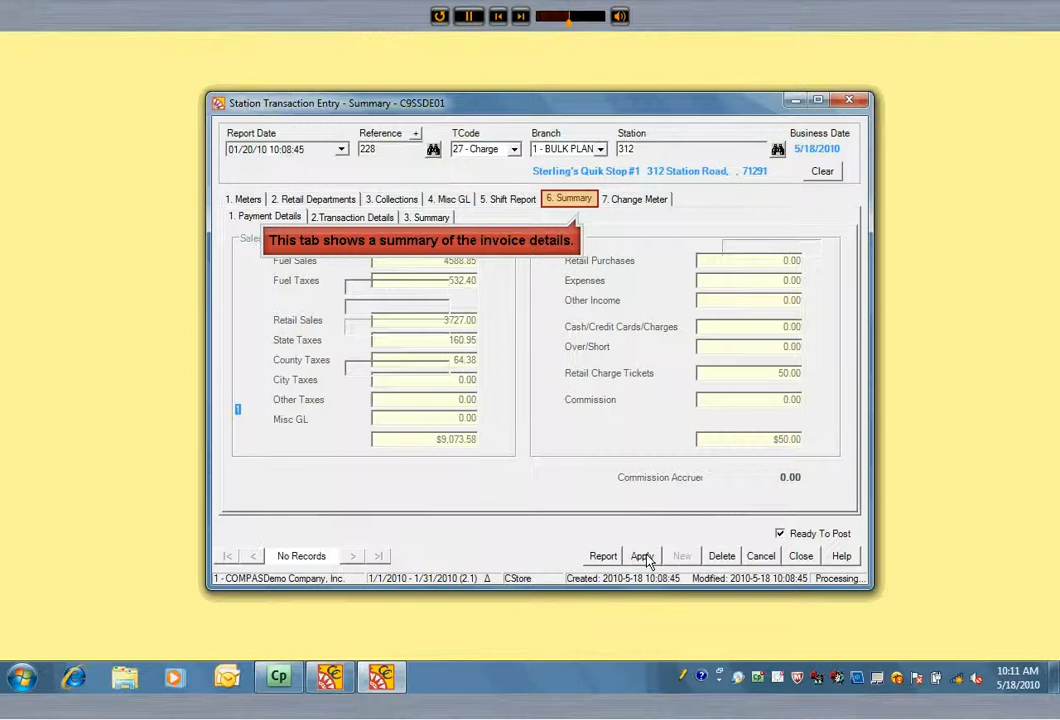 Station Transaction Entry - Summary - C9SSDE01
Report Date
Reference
+
TCode
Branch
Station
Business Date
01/20/10 10:08:45
228
27 - Charge
1 - BULK PLAN
312
5/18/2010
Sterling's Quik Stop #1 312 Station Road, , 71291
Clear
1. Meters
2. Retail Departments
3. Collections
4. Misc GL
5. Shift Report
6. Summary
7. Change Meter
1. Payment Details
2.Transaction Details
3. Summary
This tab shows a summary of the invoice details.
Fuel Sales 4588.85
Fuel Taxes 532.40
Retail Sales 3727.00
State Taxes 160.95
County Taxes 64.38
City Taxes 0.00
Other Taxes 0.00
Misc GL 0.00
$9,073.58
1
Retail Purchases 0.00
Expenses 0.00
Other Income 0.00
Cash/Credit Cards/Charges 0.00
Over/Short 0.00
Retail Charge Tickets 50.00
Commission 0.00
$50.00
Commission Accrue 0.00
Ready To Post
|< < No Records > >|
Report Apply New Delete Cancel Close Help
1 - COMPASDemo Company, Inc.
1/1/2010 - 1/31/2010 (2.1) Δ
CStore
Created: 2010-5-18 10:08:45
Modified: 2010-5-18 10:08:45
Processing...
Cp
10:11 AM
5/18/2010